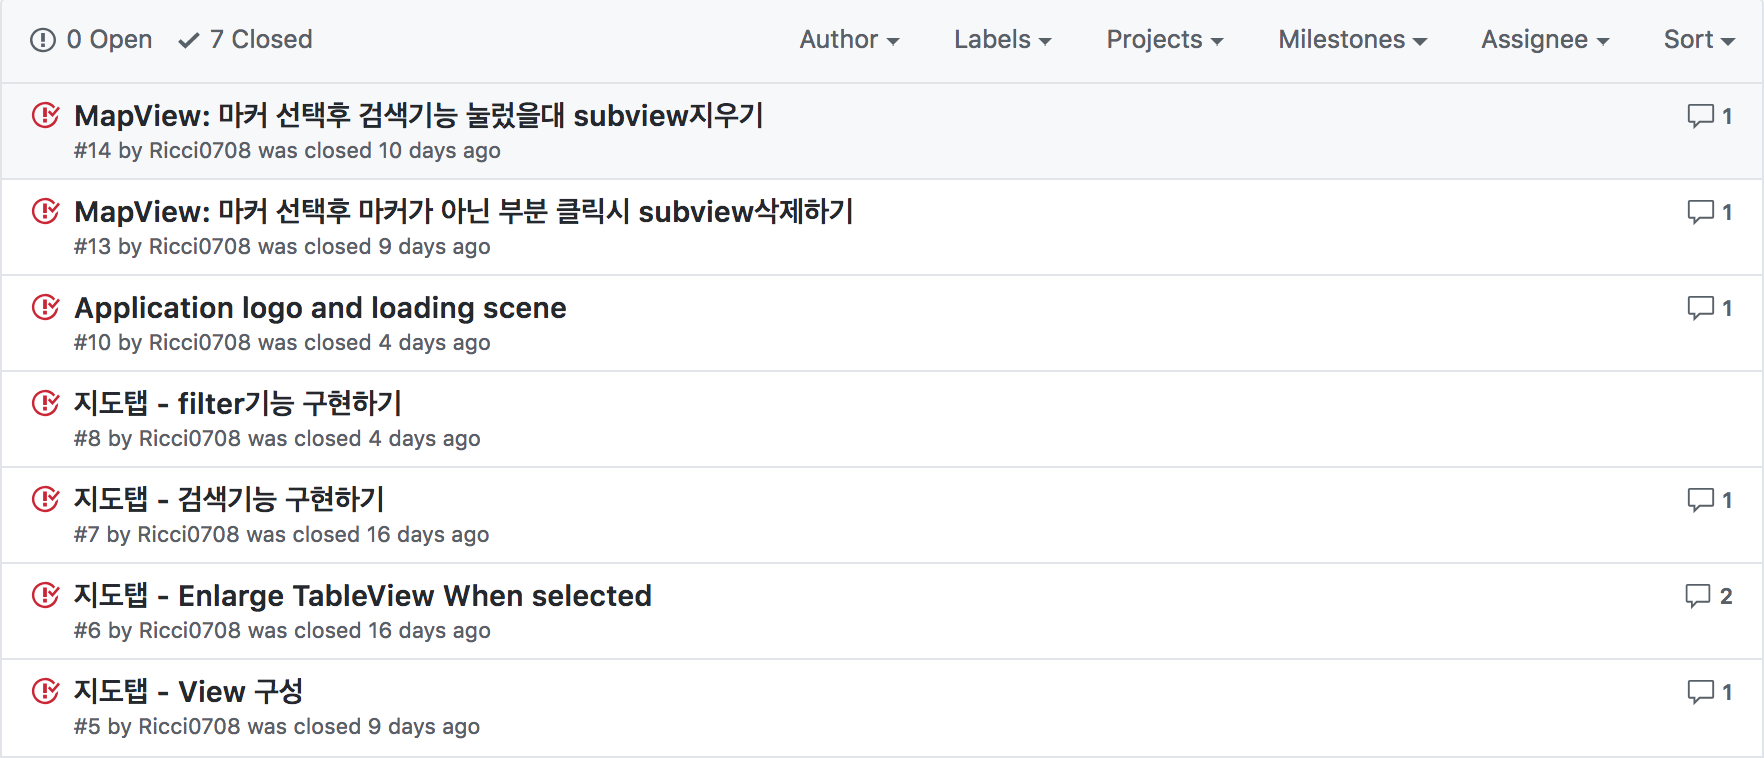 0 Open 7 Closed Author Labels Projects Milestones Assignee Sort
MapView: 마커 선택후 검색기능 눌렀을대 subview지우기 1
#14 by Ricci0708 was closed 10 days ago
MapView: 마커 선택후 마커가 아닌 부분 클릭시 subview삭제하기 1
#13 by Ricci0708 was closed 9 days ago
Application logo and loading scene 1
#10 by Ricci0708 was closed 4 days ago
지도탭 - filter기능 구현하기
#8 by Ricci0708 was closed 4 days ago
지도탭 - 검색기능 구현하기 1
#7 by Ricci0708 was closed 16 days ago
지도탭 - Enlarge TableView When selected 2
#6 by Ricci0708 was closed 16 days ago
지도탭 - View 구성 1
#5 by Ricci0708 was closed 9 days ago